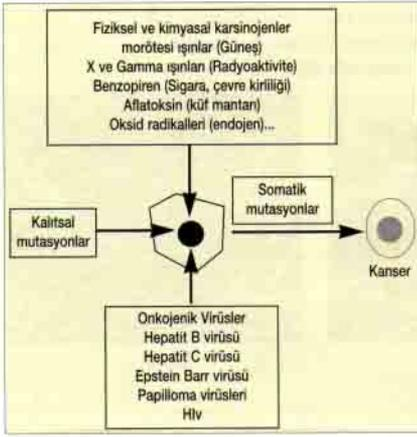 Fiziksel ve kimyasal karsinojenler
morötesi ışınlar (Güneş)
X ve Gamma ışınları (Radyoaktivite)
Benzopiren (Sigara, çevre kirliliği)
Aflatoksin (küf mantarı)
Oksid radikalleri (endojen)...
Kalıtsal
mutasyonlar
Somatik
mutasyonlar
Kanser
Onkojenik Virüsler
Hepatit B virüsü
Hepatit C virüsü
Epstein Barr virüsü
Papilloma virüsleri
HIv